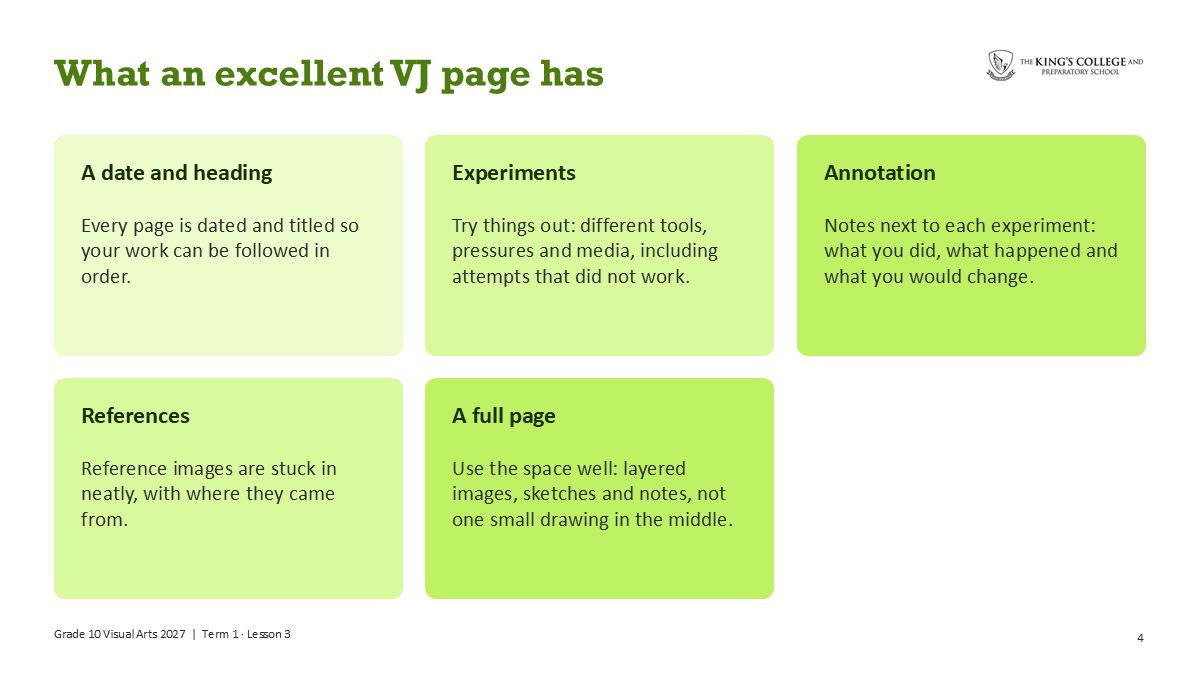 What an excellent VJ page has
THE KING'S COLLEGE AND
PREPARATORY SCHOOL
A date and heading
Every page is dated and titled so
your work can be followed in
order.
Experiments
Try things out: different tools,
pressures and media, including
attempts that did not work.
Annotation
Notes next to each experiment:
what you did, what happened and
what you would change.
References
Reference images are stuck in
neatly, with where they came
from.
A full page
Use the space well: layered
images, sketches and notes, not
one small drawing in the middle.
Grade 10 Visual Arts 2027 | Term 1 · Lesson 3
4